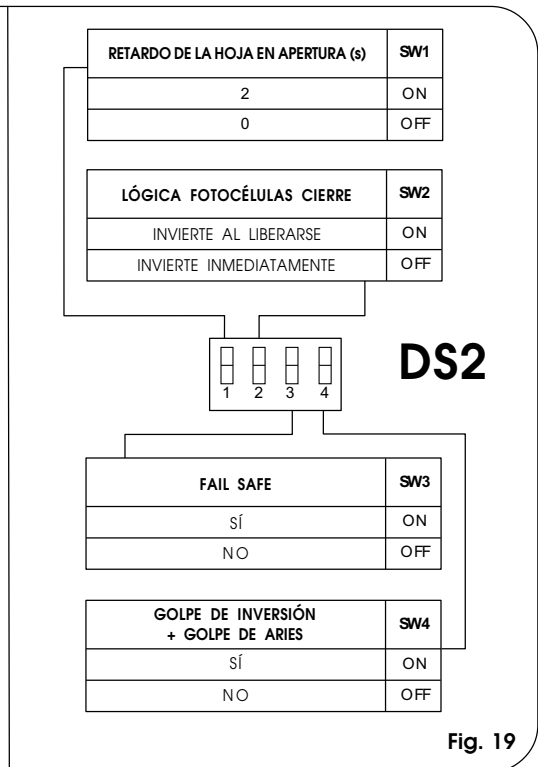 RETARDO DE LA HOJA EN APERTURA (s) SW1
2 ON
0 OFF
LÓGICA FOTOCÉLULAS CIERRE SW2
INVIERTE AL LIBERARSE ON
INVIERTE INMEDIATAMENTE OFF
DS2
1 2 3 4
FAIL SAFE SW3
SÍ ON
NO OFF
GOLPE DE INVERSIÓN
+ GOLPE DE ARIES SW4
SÍ ON
NO OFF
Fig. 19